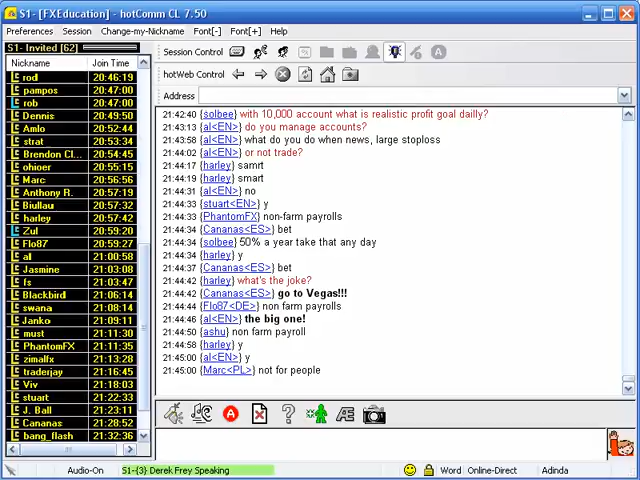 S1- [FXEducation] - hotComm CL 7.50
Preferences Session Change-my-Nickname Font[-] Font[+] Help
S1- Invited [62]
Session Control
Nickname Join Time
hotWeb Control
Address
rod 20:46:19
pampos 20:47:00
rob 20:47:00
Dennis 20:49:50
Amlo 20:52:44
strat 20:53:34
Brendon Cl... 20:54:45
ohioer 20:55:15
Marc 20:56:56
Anthony R. 20:57:19
Biullau 20:57:32
harley 20:57:42
Zul 20:59:20
Flo87 20:59:27
al 21:00:58
Jasmine 21:03:08
fs 21:03:47
Blackbird 21:06:14
swana 21:08:14
Janko 21:09:11
must 21:11:30
PhantomFX 21:11:35
zimalfx 21:13:28
traderjay 21:16:45
Viv 21:18:03
stuart 21:22:33
J. Ball 21:23:11
Cananas 21:28:52
bang_flash 21:32:36
21:42:40 {solbee} with 10,000 account what is realistic profit goal dailly?
21:43:13 {al<EN>} do you manage accounts?
21:43:58 {al<EN>} what do you do when news, large stoploss
21:44:02 {al<EN>} or not trade?
21:44:17 {harley} samrt
21:44:19 {harley} smart
21:44:31 {al<EN>} no
21:44:33 {stuart<EN>} y
21:44:33 {PhantomFX} non-farm payrolls
21:44:34 {Cananas<ES>} bet
21:44:34 {solbee} 50% a year take that any day
21:44:34 {harley} y
21:44:37 {Cananas<ES>} bet
21:44:42 {harley} what's the joke?
21:44:42 {Cananas<ES>} go to Vegas!!!
21:44:44 {Flo87<DE>} non farm payrolls
21:44:46 {al<EN>} the big one!
21:44:50 {ashu} non farm payroll
21:44:58 {harley} y
21:45:00 {al<EN>} y
21:45:00 {Marc<PL>} not for people
Audio-On S1-{3} Derek Frey Speaking Word Online-Direct Adinda